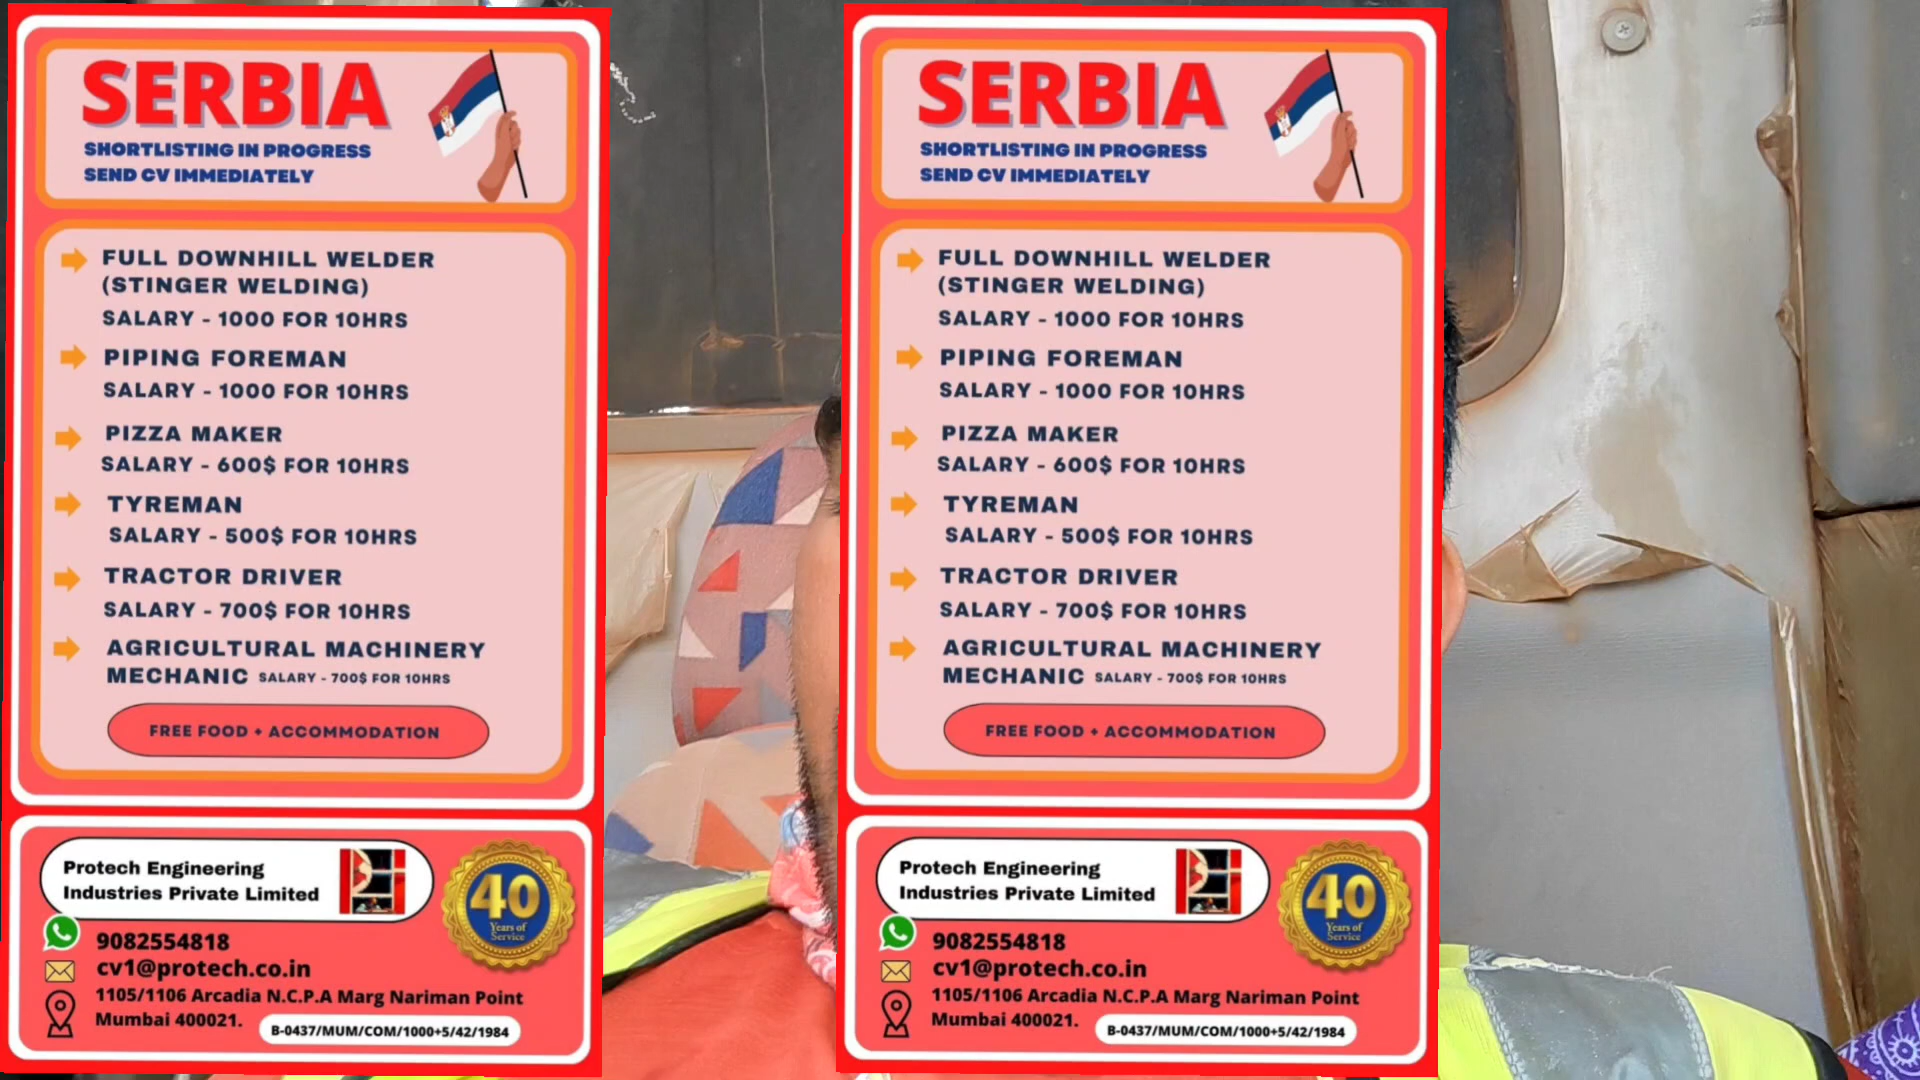 SERBIA
SHORTLISTING IN PROGRESS
SEND CV IMMEDIATELY
FULL DOWNHILL WELDER
(STINGER WELDING)
SALARY - 1000 FOR 10HRS
PIPING FOREMAN
SALARY - 1000 FOR 10HRS
PIZZA MAKER
SALARY - 600$ FOR 10HRS
TYREMAN
SALARY - 500$ FOR 10HRS
TRACTOR DRIVER
SALARY - 700$ FOR 10HRS
AGRICULTURAL MACHINERY
MECHANIC SALARY - 700$ FOR 10HRS
FREE FOOD + ACCOMMODATION
Protech Engineering
Industries Private Limited
40
Years of
Service
9082554818
cv1@protech.co.in
1105/1106 Arcadia N.C.P.A Marg Nariman Point
Mumbai 400021.
B-0437/MUM/COM/1000+5/42/1984
SERBIA
SHORTLISTING IN PROGRESS
SEND CV IMMEDIATELY
FULL DOWNHILL WELDER
(STINGER WELDING)
SALARY - 1000 FOR 10HRS
PIPING FOREMAN
SALARY - 1000 FOR 10HRS
PIZZA MAKER
SALARY - 600$ FOR 10HRS
TYREMAN
SALARY - 500$ FOR 10HRS
TRACTOR DRIVER
SALARY - 700$ FOR 10HRS
AGRICULTURAL MACHINERY
MECHANIC SALARY - 700$ FOR 10HRS
FREE FOOD + ACCOMMODATION
Protech Engineering
Industries Private Limited
40
Years of
Service
9082554818
cv1@protech.co.in
1105/1106 Arcadia N.C.P.A Marg Nariman Point
Mumbai 400021.
B-0437/MUM/COM/1000+5/42/1984